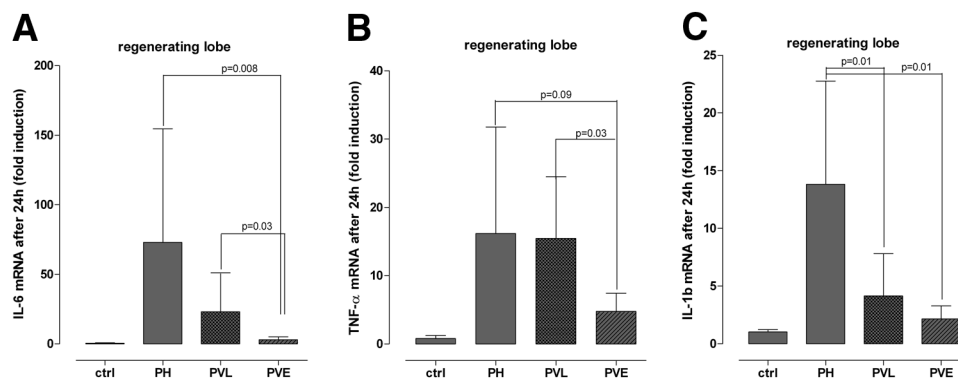 A
regenerating lobe
IL-6 mRNA after 24h (fold induction)
200
150
100
50
0
p=0.008
p=0.03
ctrl PH PVL PVE
B
regenerating lobe
TNF-α mRNA after 24h (fold induction)
40
30
20
10
0
p=0.09
p=0.03
ctrl PH PVL PVE
C
regenerating lobe
IL-1b mRNA after 24h (fold induction)
25
20
15
10
5
0
p=0.01
p=0.01
ctrl PH PVL PVE